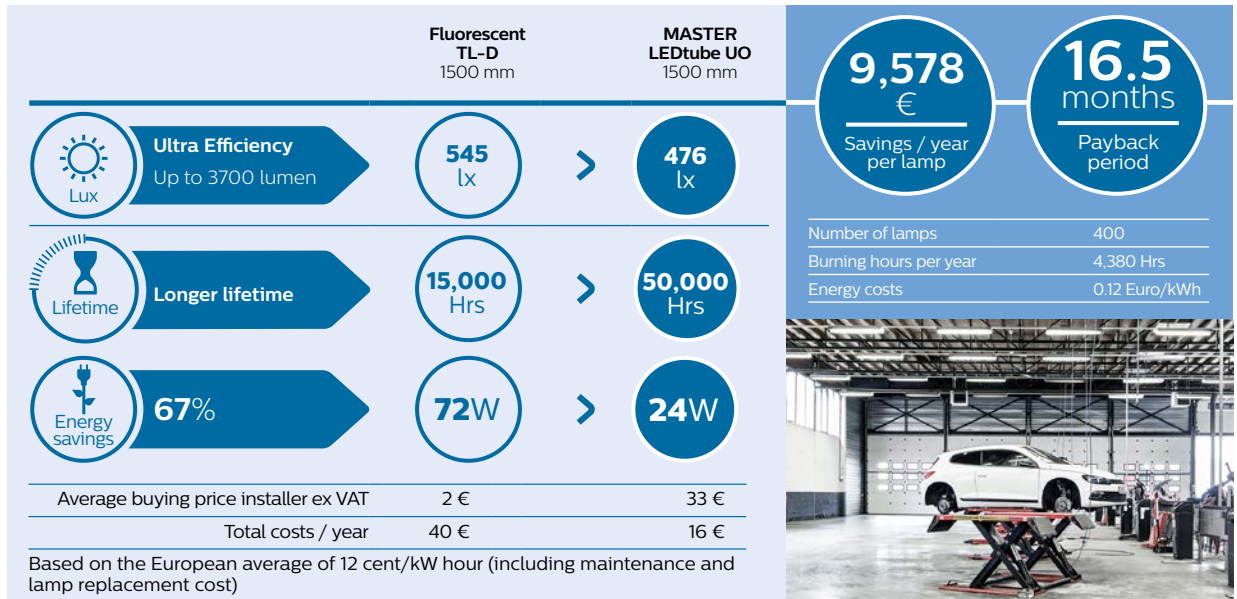 Fluorescent
TL-D
1500 mm
MASTER
LEDtube UO
1500 mm
Lux
Ultra Efficiency
Up to 3700 lumen
545
lx
>
476
lx
Lifetime
Longer lifetime
15,000
Hrs
>
50,000
Hrs
Energy
savings
67%
72W
>
24W
Average buying price installer ex VAT 2 € 33 €
Total costs / year 40 € 16 €
Based on the European average of 12 cent/kW hour (including maintenance and
lamp replacement cost)
9,578
€
Savings / year
per lamp
16.5
months
Payback
period
Number of lamps 400
Burning hours per year 4,380 Hrs
Energy costs 0.12 Euro/kWh